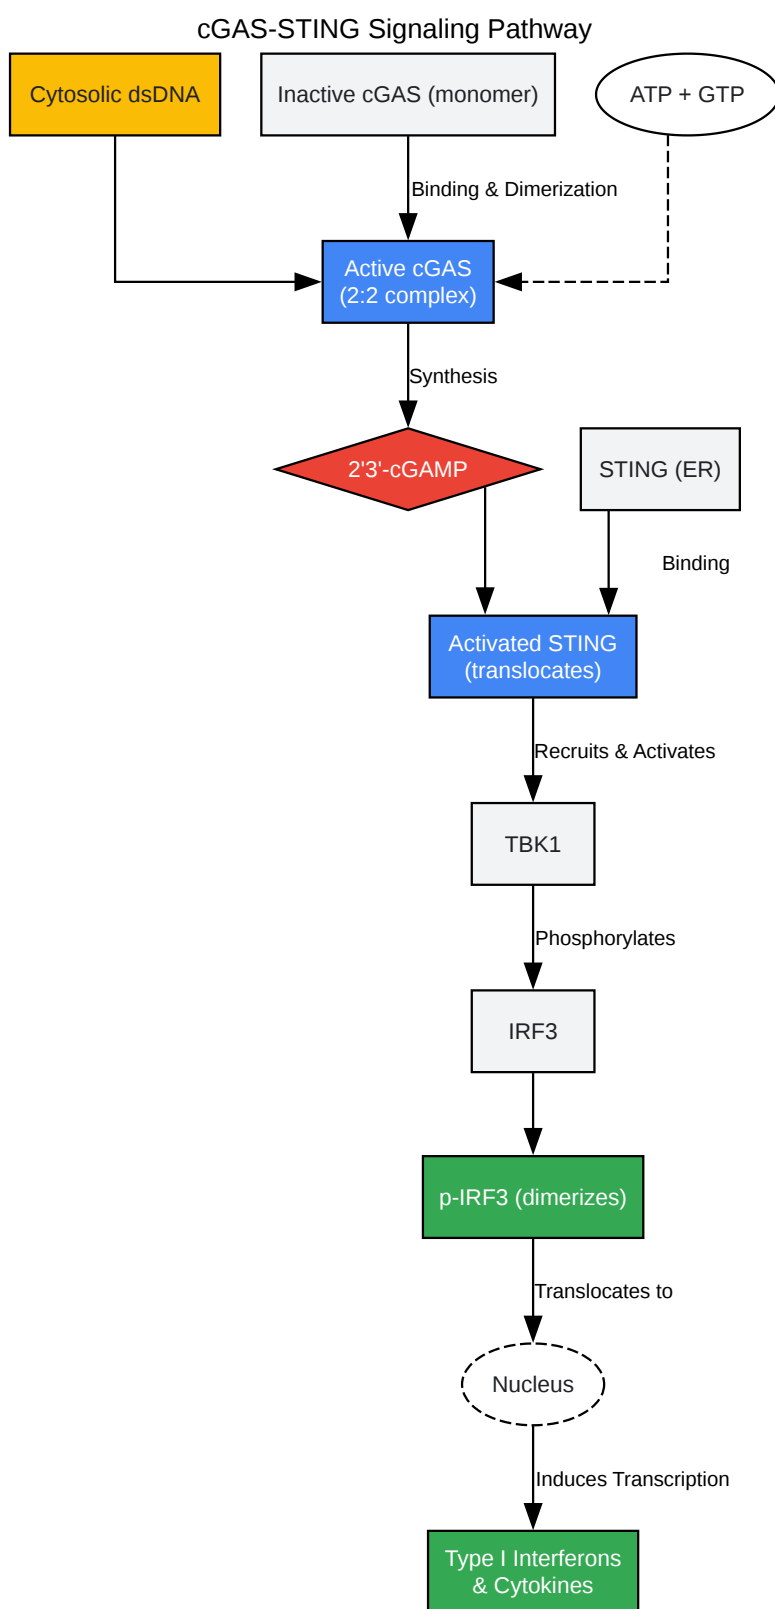 cGAS-STING Signaling Pathway
Cytosolic dsDNA
Inactive cGAS (monomer)
ATP + GTP
Binding & Dimerization
Active cGAS
(2:2 complex)
Synthesis
2'3'-cGAMP
STING (ER)
Binding
Activated STING
(translocates)
Recruits & Activates
TBK1
Phosphorylates
IRF3
p-IRF3 (dimerizes)
Translocates to
Nucleus
Induces Transcription
Type I Interferons
& Cytokines